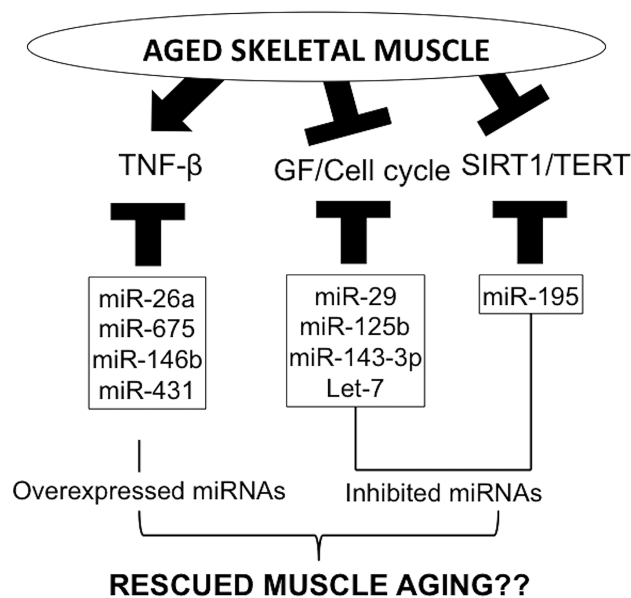 AGED SKELETAL MUSCLE
TNF-β
GF/Cell cycle
SIRT1/TERT
miR-26a
miR-675
miR-146b
miR-431
miR-29
miR-125b
miR-143-3p
Let-7
miR-195
Overexpressed miRNAs
Inhibited miRNAs
RESCUED MUSCLE AGING??